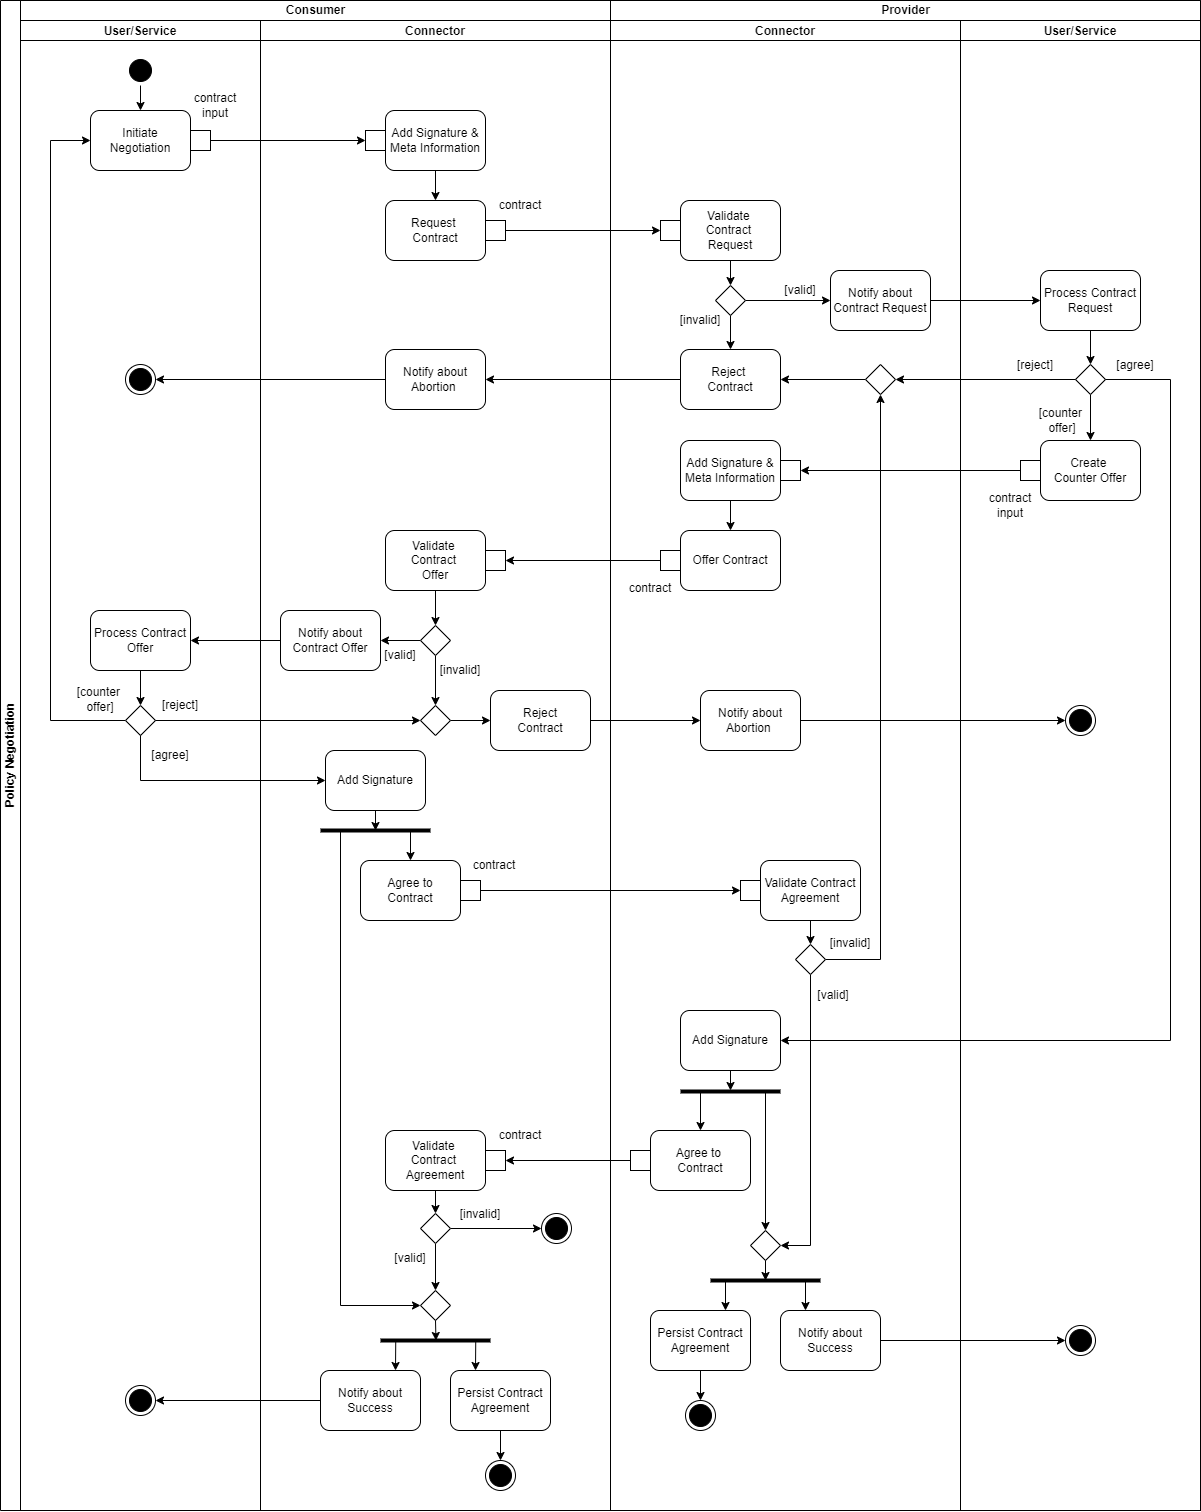 Consumer
Provider
User/Service
Connector
Connector
User/Service
contract
input
Initiate
Negotiation
Add Signature &
Meta Information
contract
Request
Contract
Validate
Contract
Request
[valid]
Notify about
Contract Request
Process Contract
Request
[invalid]
[reject]
[agree]
Notify about
Abortion
Reject
Contract
[counter
offer]
Add Signature &
Meta Information
Create
Counter Offer
contract
input
Validate
Contract
Offer
Offer Contract
contract
Process Contract
Offer
Notify about
Contract Offer
[valid]
[invalid]
[counter
offer]
[reject]
Reject
Contract
Notify about
Abortion
Policy Negotiation
[agree]
Add Signature
contract
Agree to
Contract
Validate Contract
Agreement
[invalid]
[valid]
Add Signature
contract
Validate
Contract
Agreement
Agree to
Contract
[invalid]
[valid]
Persist Contract
Agreement
Notify about
Success
Notify about
Success
Persist Contract
Agreement